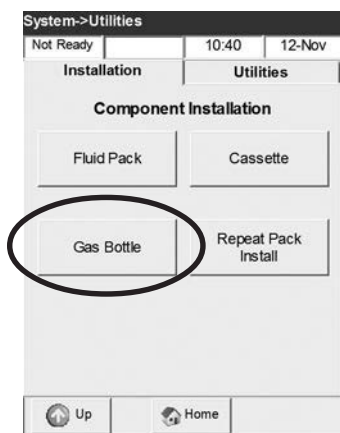 System->Utilities
Not Ready 10:40 12-Nov
Installation Utilities
Component Installation
Fluid Pack Cassette
Gas Bottle Repeat Pack
Install
Up Home